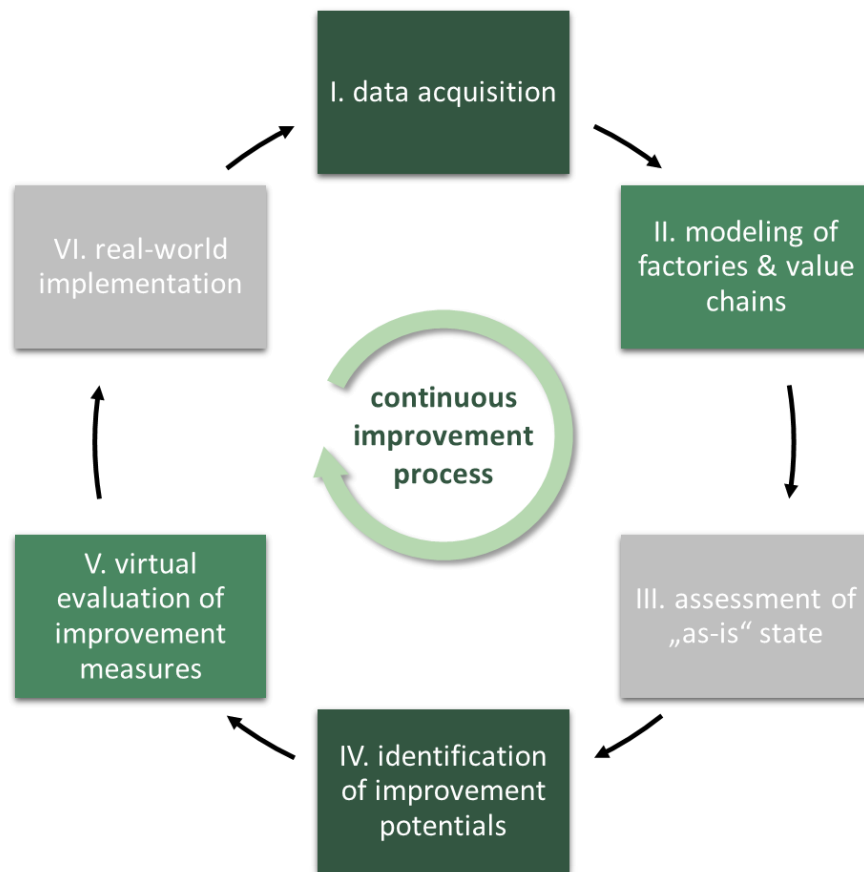 I. data acquisition
II. modeling of
factories & value
chains
III. assessment of
„as-is“ state
IV. identification
of improvement
potentials
V. virtual
evaluation of
improvement
measures
VI. real-world
implementation
continuous
improvement
process